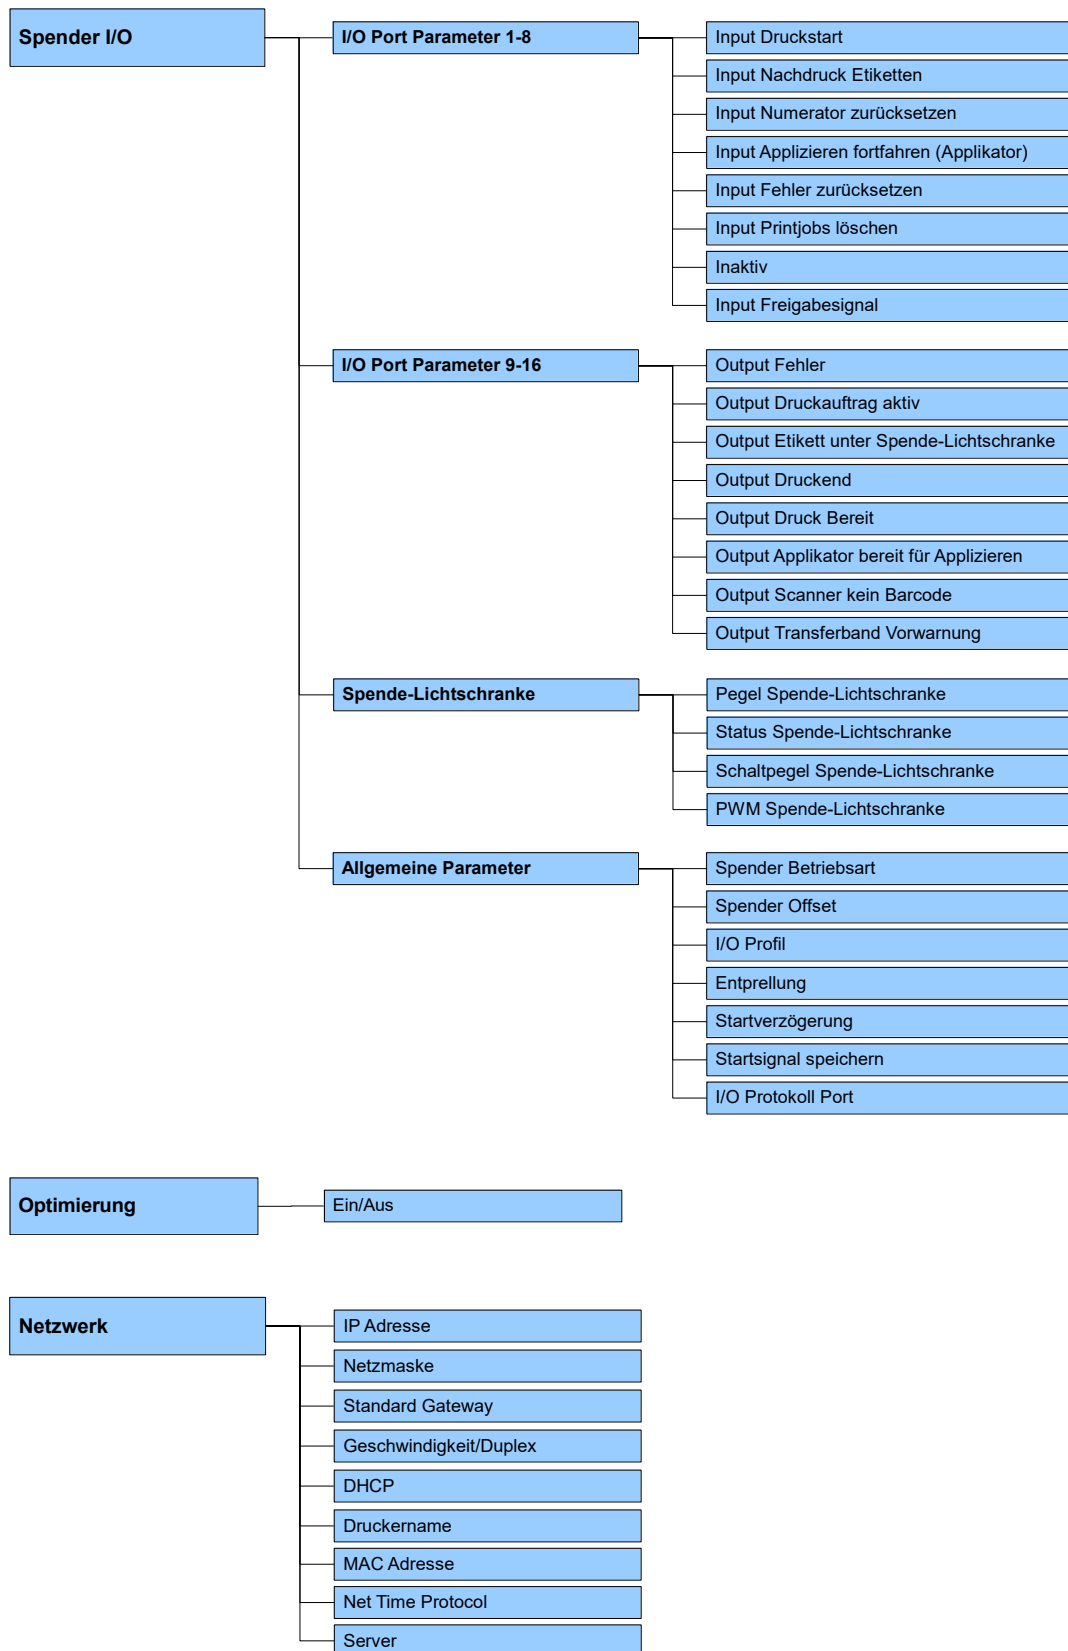 Spender I/O
I/O Port Parameter 1-8
Input Druckstart
Input Nachdruck Etiketten
Input Numerator zurücksetzen
Input Applizieren fortfahren (Applikator)
Input Fehler zurücksetzen
Input Printjobs löschen
Inaktiv
Input Freigabesignal
I/O Port Parameter 9-16
Output Fehler
Output Druckauftrag aktiv
Output Etikett unter Spende-Lichtschranke
Output Druckend
Output Druck Bereit
Output Applikator bereit für Applizieren
Output Scanner kein Barcode
Output Transferband Vorwarnung
Spende-Lichtschranke
Pegel Spende-Lichtschranke
Status Spende-Lichtschranke
Schaltpegel Spende-Lichtschranke
PWM Spende-Lichtschranke
Allgemeine Parameter
Spender Betriebsart
Spender Offset
I/O Profil
Entprellung
Startverzögerung
Startsignal speichern
I/O Protokoll Port
Optimierung
Ein/Aus
Netzwerk
IP Adresse
Netzmaske
Standard Gateway
Geschwindigkeit/Duplex
DHCP
Druckername
MAC Adresse
Net Time Protocol
Server